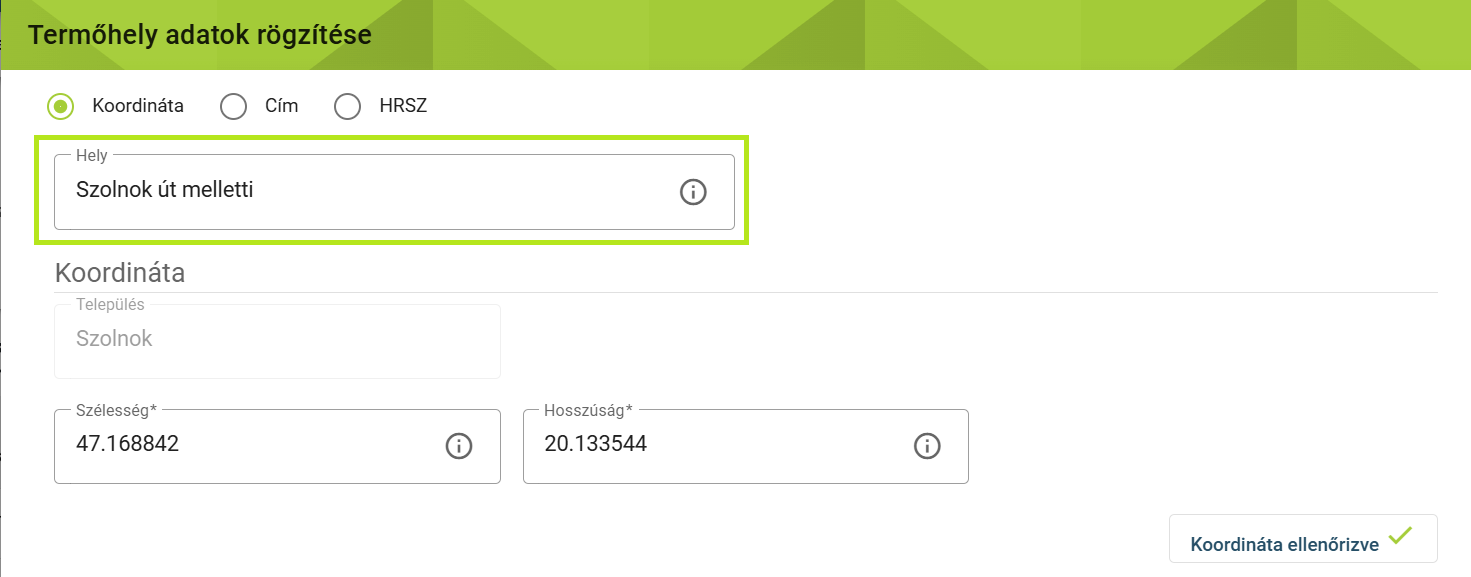 Termőhely adatok rögzítése
Koordináta Cím HRSZ
Hely
Szolnok út melletti
Koordináta
Település
Szolnok
Szélesség* Hosszúság*
47.168842 20.133544
Koordináta ellenőrizve